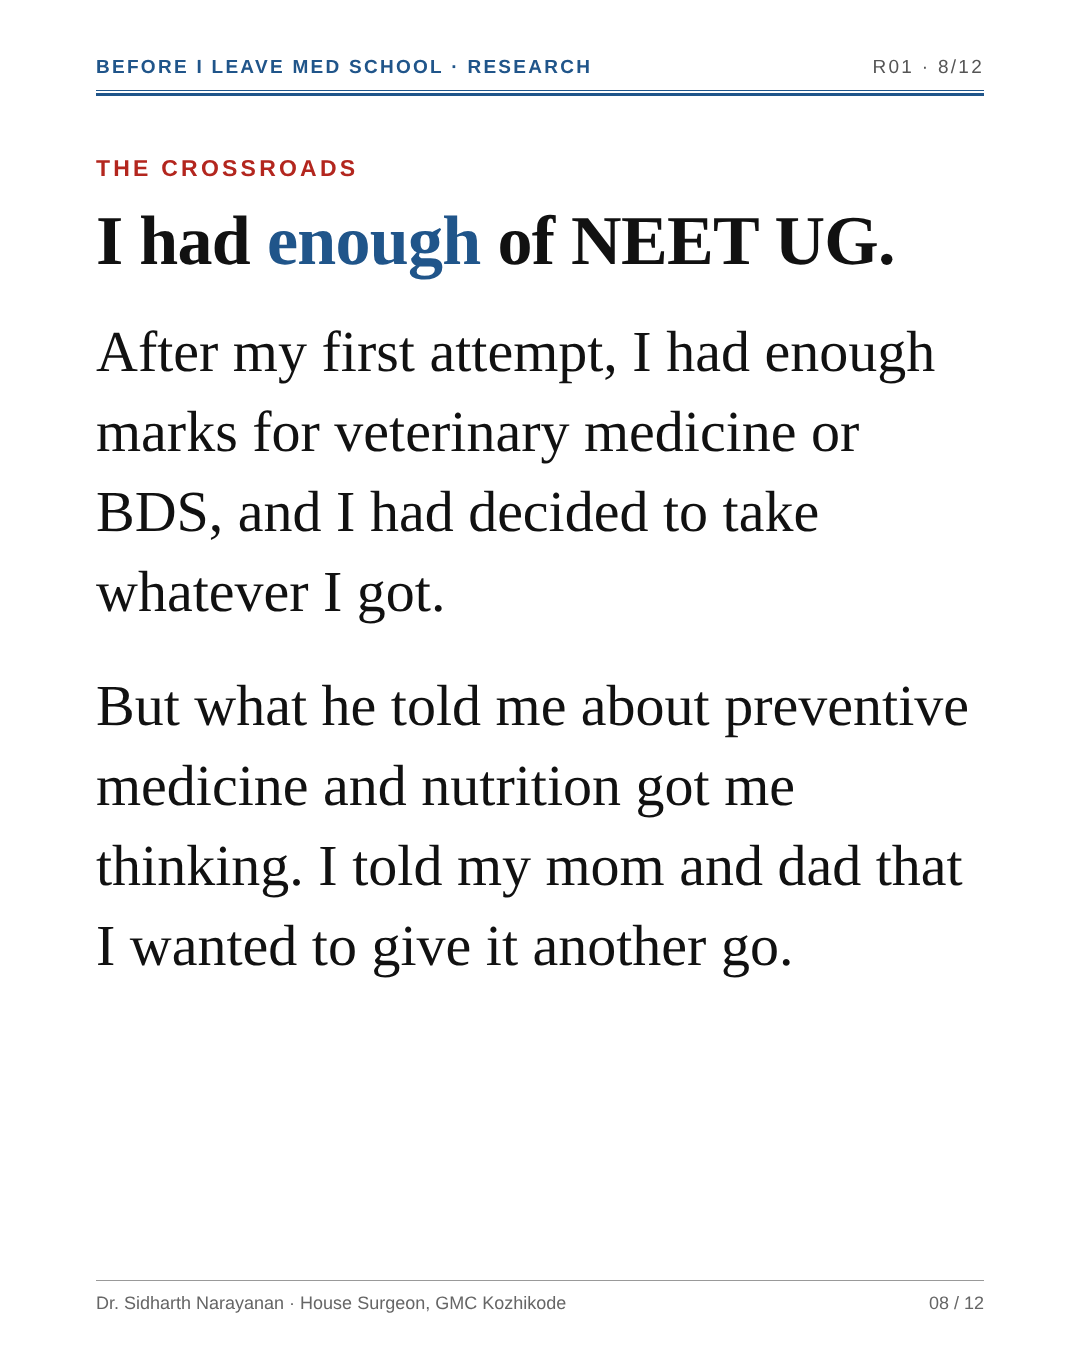 BEFORE I LEAVE MED SCHOOL · RESEARCH
R01 · 8/12
THE CROSSROADS
I had enough of NEET UG.
After my first attempt, I had enough
marks for veterinary medicine or
BDS, and I had decided to take
whatever I got.
But what he told me about preventive
medicine and nutrition got me
thinking. I told my mom and dad that
I wanted to give it another go.
Dr. Sidharth Narayanan · House Surgeon, GMC Kozhikode
08 / 12